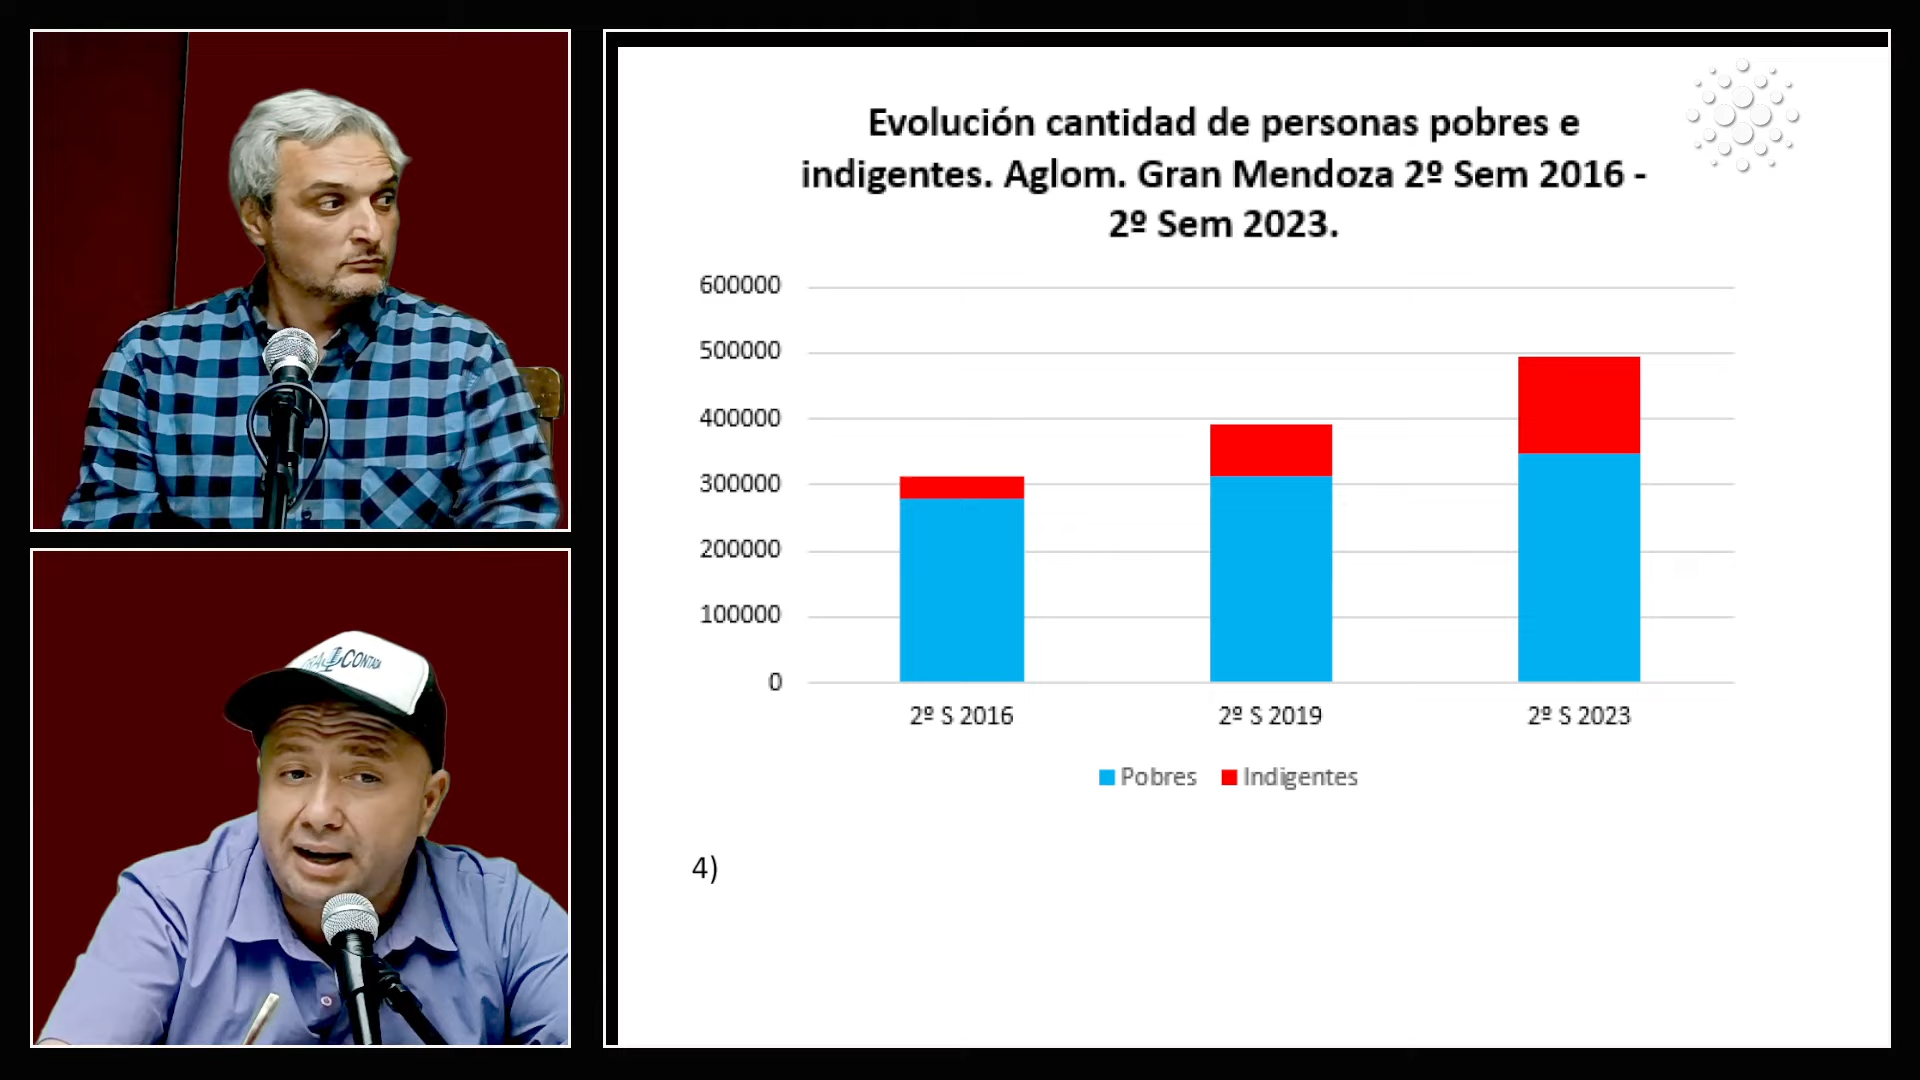 CONTADA
Evolución cantidad de personas pobres e
indigentes. Aglom. Gran Mendoza 2º Sem 2016 -
2º Sem 2023.
600000
500000
400000
300000
200000
100000
0
2º S 2016 2º S 2019 2º S 2023
Pobres Indigentes
4)